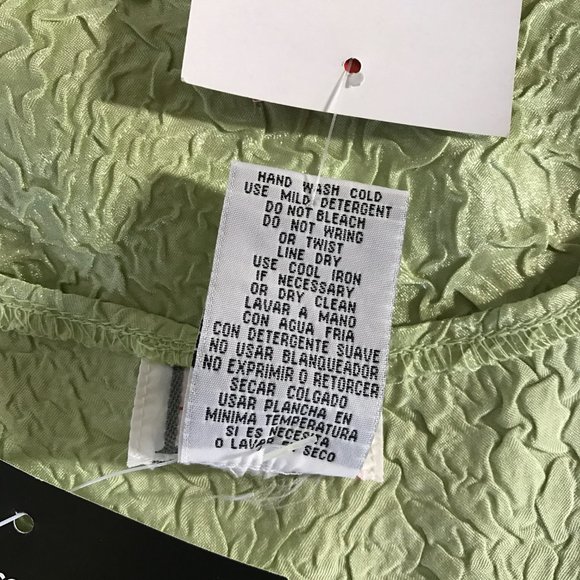 HAND WASH COLD
USE MILD DETERGENT
DO NOT BLEACH
DO NOT WRING
OR TWIST
LINE DRY
USE COOL IRON
IF NECESSARY
OR DRY CLEAN
LAVAR A MANO
CON AGUA FRIA
CON DETERGENTE SUAVE
NO USAR BLANQUEADOR
NO EXPRIMIR O RETORCER
SECAR COLGADO
USAR PLANCHA EN
MINIMA TEMPERATURA
SI ES NECESITA
O LAVAR EN SECO